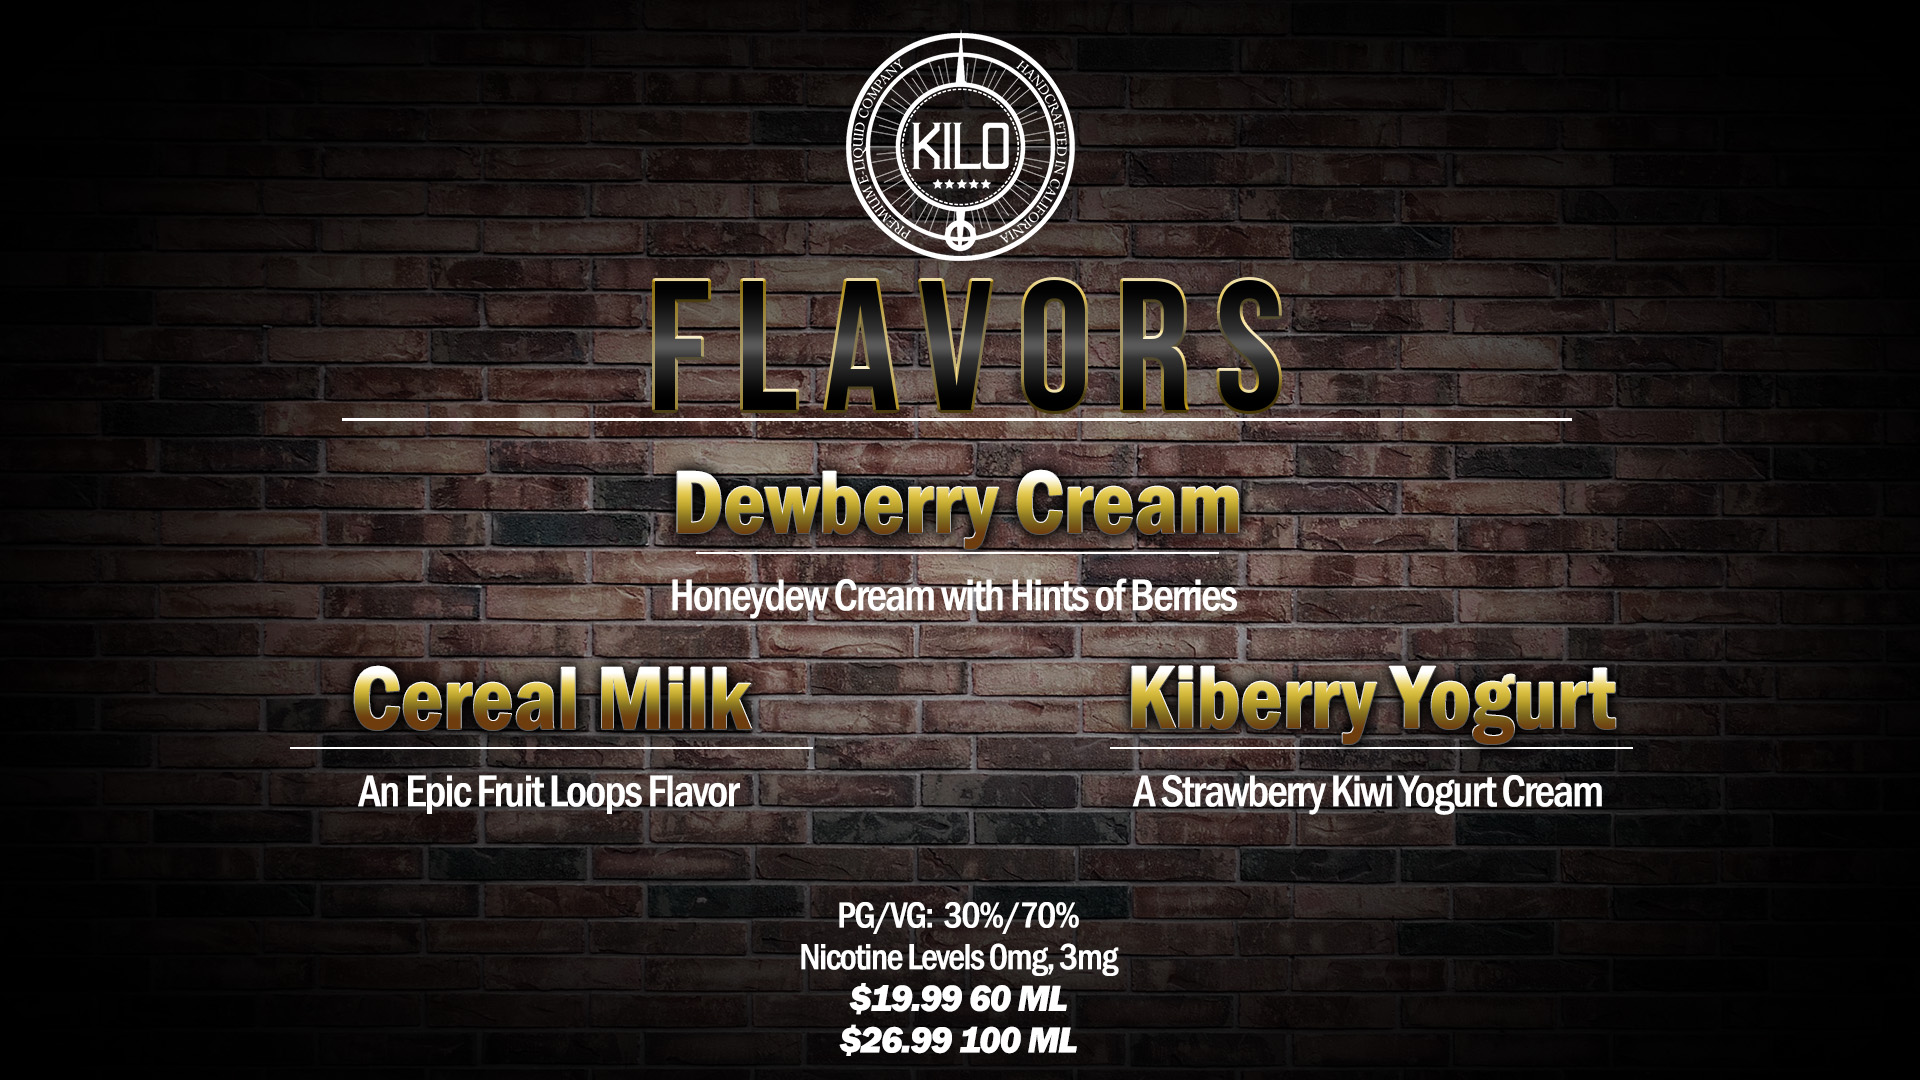 PREMIUM E-LIQUID COMPANY
HANDCRAFTED IN CALIFORNIA
KILO
FLAVORS
Dewberry Cream
Honeydew Cream with Hints of Berries
Cereal Milk
An Epic Fruit Loops Flavor
Kiberry Yogurt
A Strawberry Kiwi Yogurt Cream
PG/VG: 30%/70%
Nicotine Levels 0mg, 3mg
$19.99 60 ML
$26.99 100 ML